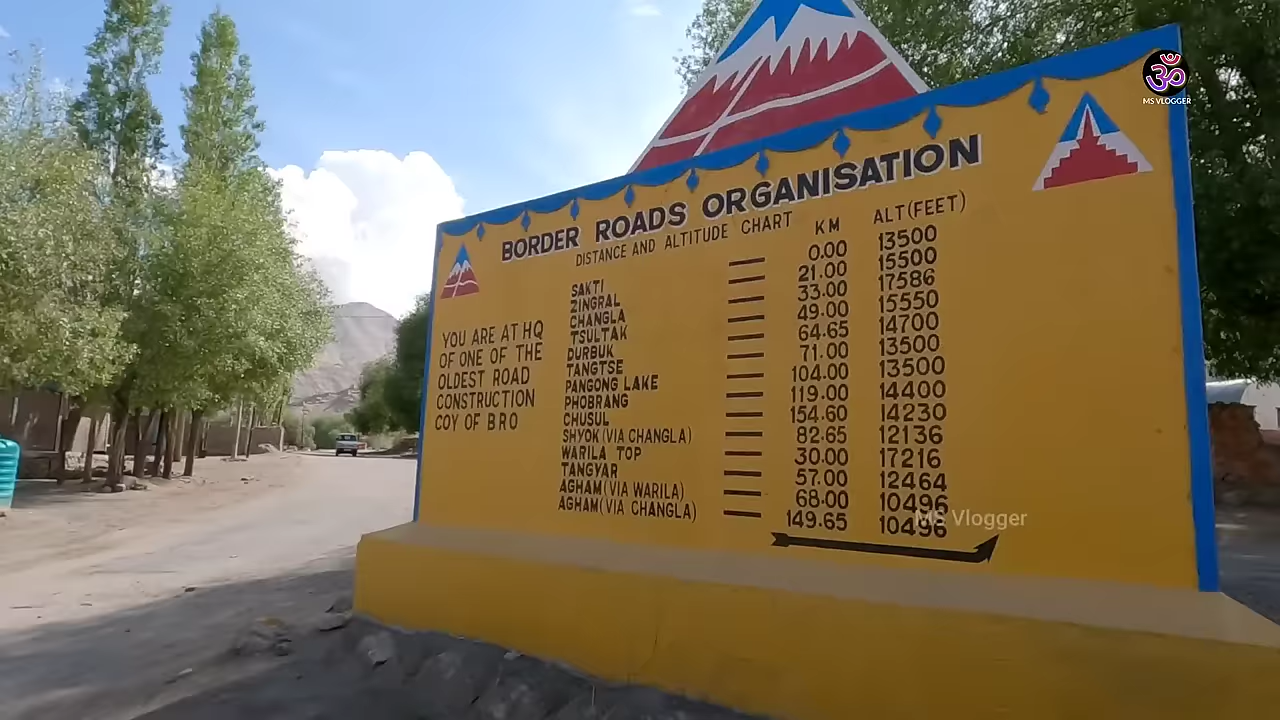 MS VLOGGER
BORDER ROADS ORGANISATION
DISTANCE AND ALTITUDE CHART KM ALT(FEET)
YOU ARE AT HQ
OF ONE OF THE
OLDEST ROAD
CONSTRUCTION
COY OF BRO
SAKTI — 0.00 13500
ZINGRAL — 21.00 15500
CHANGLA — 33.00 17586
TSULTAK — 49.00 15550
DURBUK — 64.65 14700
TANGTSE — 71.00 13500
PANGONG LAKE — 104.00 13500
PHOBRANG — 119.00 14400
CHUSUL — 154.60 14230
SHYOK (VIA CHANGLA) — 82.65 12136
WARILA TOP — 30.00 17216
TANGYAR — 57.00 12464
AGHAM (VIA WARILA) — 68.00 10496
AGHAM (VIA CHANGLA) — 149.65 10496
MS Vlogger